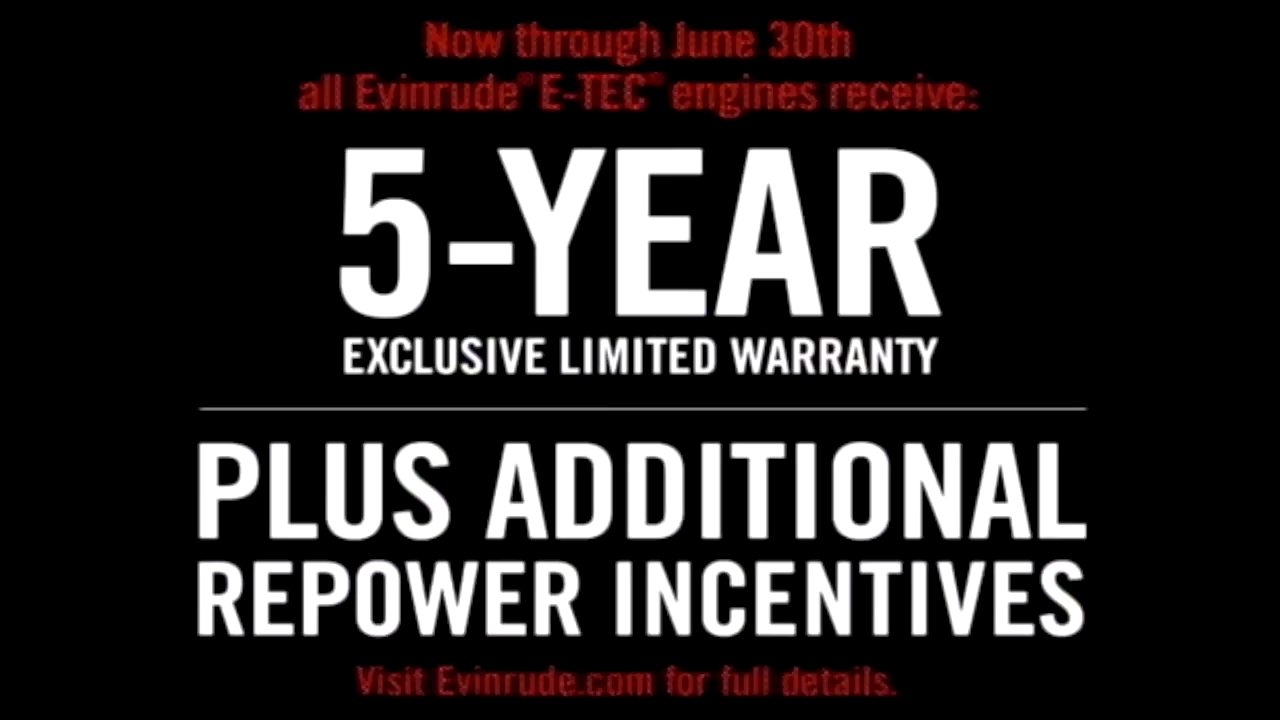 Now through June 30th
all Evinrude® E-TEC® engines receive:
5-YEAR
EXCLUSIVE LIMITED WARRANTY
PLUS ADDITIONAL
REPOWER INCENTIVES
Visit Evinrude.com for full details.